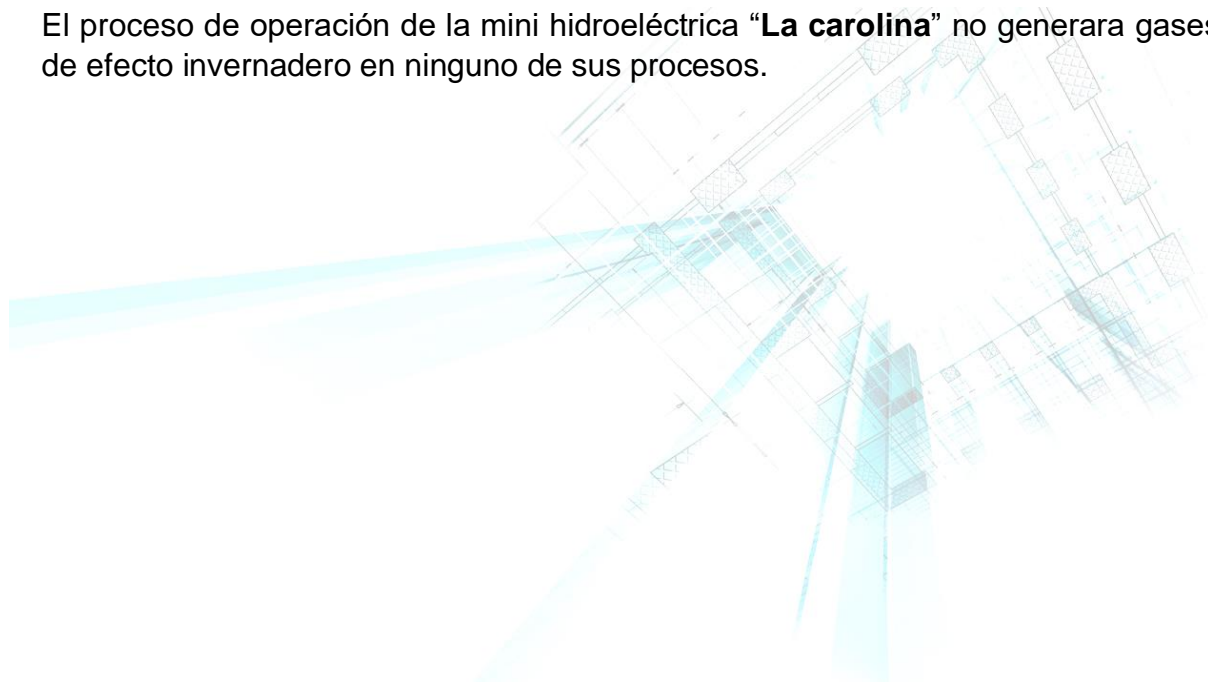 El proceso de operación de la mini hidroeléctrica “La carolina” no generara gases
de efecto invernadero en ninguno de sus procesos.